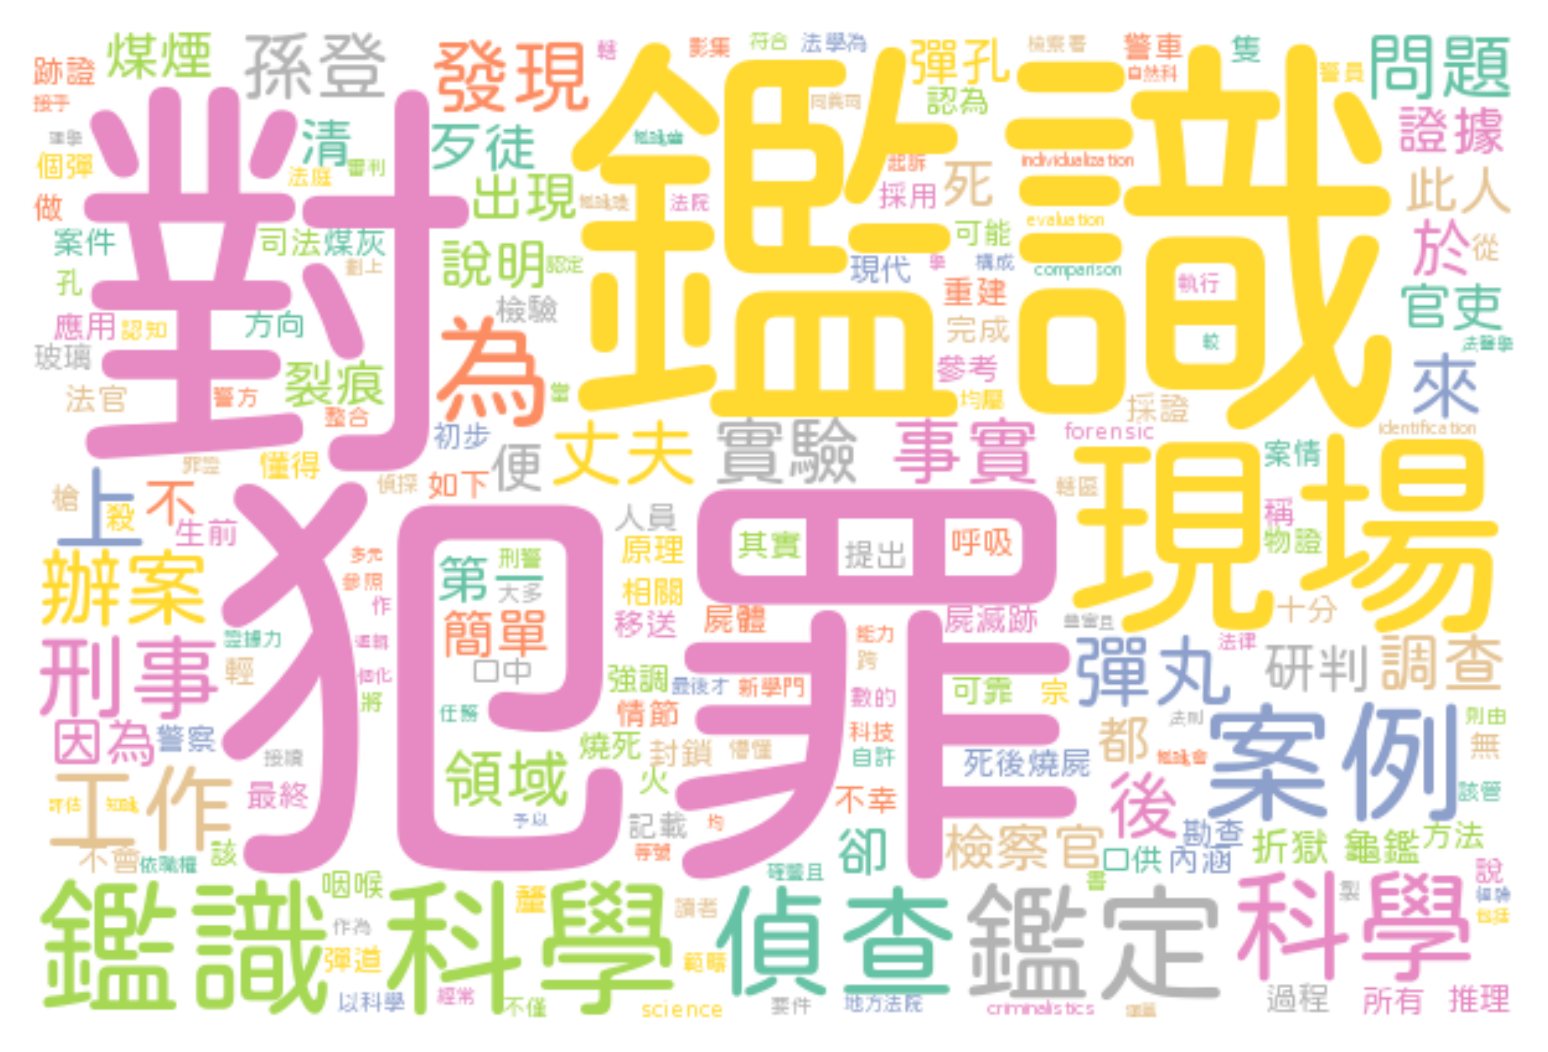 煤煙
孫登
發現
轄
影集
符合
法學為
鑑識
彈孔
檢察署
警車
隻
警員
問題
跡證
接手
自然科
認為
證據
個彈
清
審判
法庭
歹徒
對
出現
法院
起訴
採用
死
individualization
此人
做
案件
司法
煤灰
劃上
說明
認定
可能
evaluation
於
從
孔
現代
學
構成
comparison
執行
官吏
應用
認知
方向
檢驗
重建
完成
較
法醫學
玻璃
裂痕
為
當
參考
來
法官
警方
整合
均屬
採證
初步
丈夫
實驗
事實
forensic
identification
罪證
懂得
偵探
如下
便
案情
現場
轄區
槍
上
殺
不
生前
犯罪
人員
其實
提出
呼吸
稱
物證
辦案
多元
參照
作
第一
刑警
大多
原理
相關
十分
刑事
證據力
輕
個化
將
簡單
口中
移送
屍體
屍滅跡
能力
跨
彈丸
法律
研判
調查
強調
最後才
新學門
數的
可靠
宗
因為
警察
接續
任務
情節
燒死
封鎖
科技
自許
死後燒屍
都
案例
則由
無
工作
評估
最終
領域
火
不幸
後
該管
予以
記載
均
卻
檢察官
勘查
不會
依職權
該
口供
內涵
折獄
龜鑑
方法
咽喉
確鑿且
書
說
鑑識科學
作為
彈道
讀者
範疇
偵查
鑑定
科學
製
包括
以科學
經常
不僅
science
要件
地方法院
criminalistics
過程
所有
推理